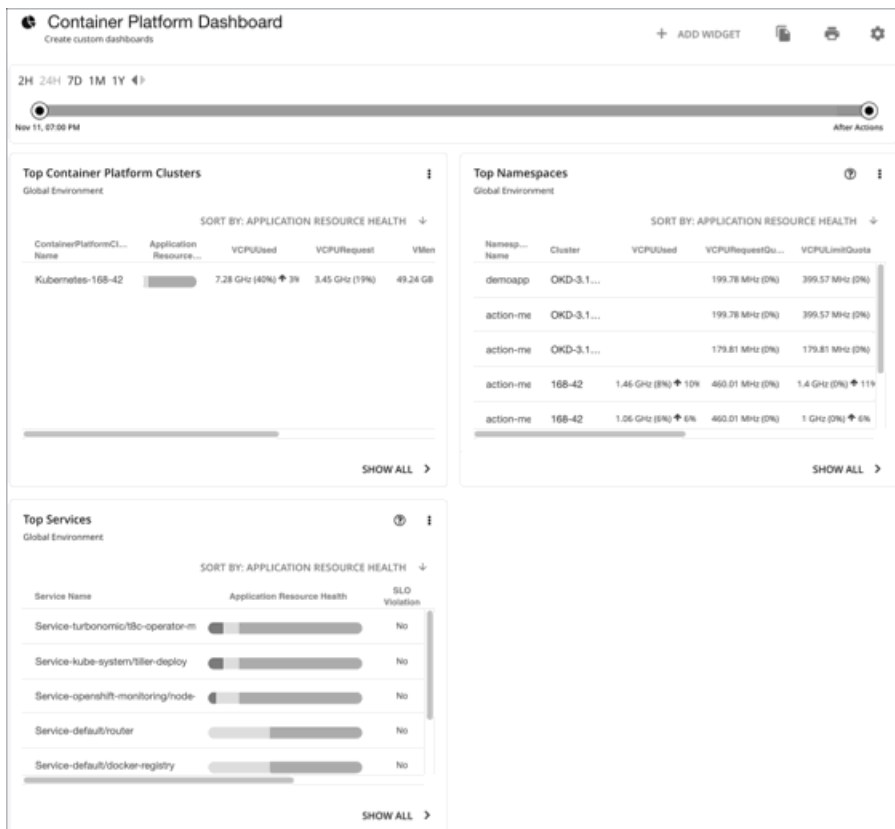 Container Platform Dashboard
Create custom dashboards
+ ADD WIDGET
2H 24H 7D 1M 1Y
Nov 11, 07:00 PM
After Actions
Top Container Platform Clusters
Global Environment
SORT BY: APPLICATION RESOURCE HEALTH
ContainerPlatformCl... Name Application Resource... VCPUUsed VCPURequest VMem
Kubernetes-168-42 7.28 GHz (40%) 3% 3.45 GHz (19%) 49.24 GB
SHOW ALL
Top Namespaces
Global Environment
SORT BY: APPLICATION RESOURCE HEALTH
Namesp... Name Cluster VCPUUsed VCPURequestQu... VCPULimitQuota
demoapp OKD-3.1... 199.78 MHz (0%) 399.57 MHz (0%)
action-me OKD-3.1... 199.78 MHz (0%) 399.57 MHz (0%)
action-me OKD-3.1... 179.81 MHz (0%) 179.81 MHz (0%)
action-me 168-42 1.46 GHz (8%) 10% 460.01 MHz (0%) 1.4 GHz (0%) 11%
action-me 168-42 1.06 GHz (6%) 6% 460.01 MHz (0%) 1 GHz (0%) 6%
SHOW ALL
Top Services
Global Environment
SORT BY: APPLICATION RESOURCE HEALTH
Service Name Application Resource Health SLO Violation
Service-turbonomic/t8c-operator-m No
Service-kube-system/tiller-deploy No
Service-openshift-monitoring/node- No
Service-default/router No
Service-default/docker-registry No
SHOW ALL